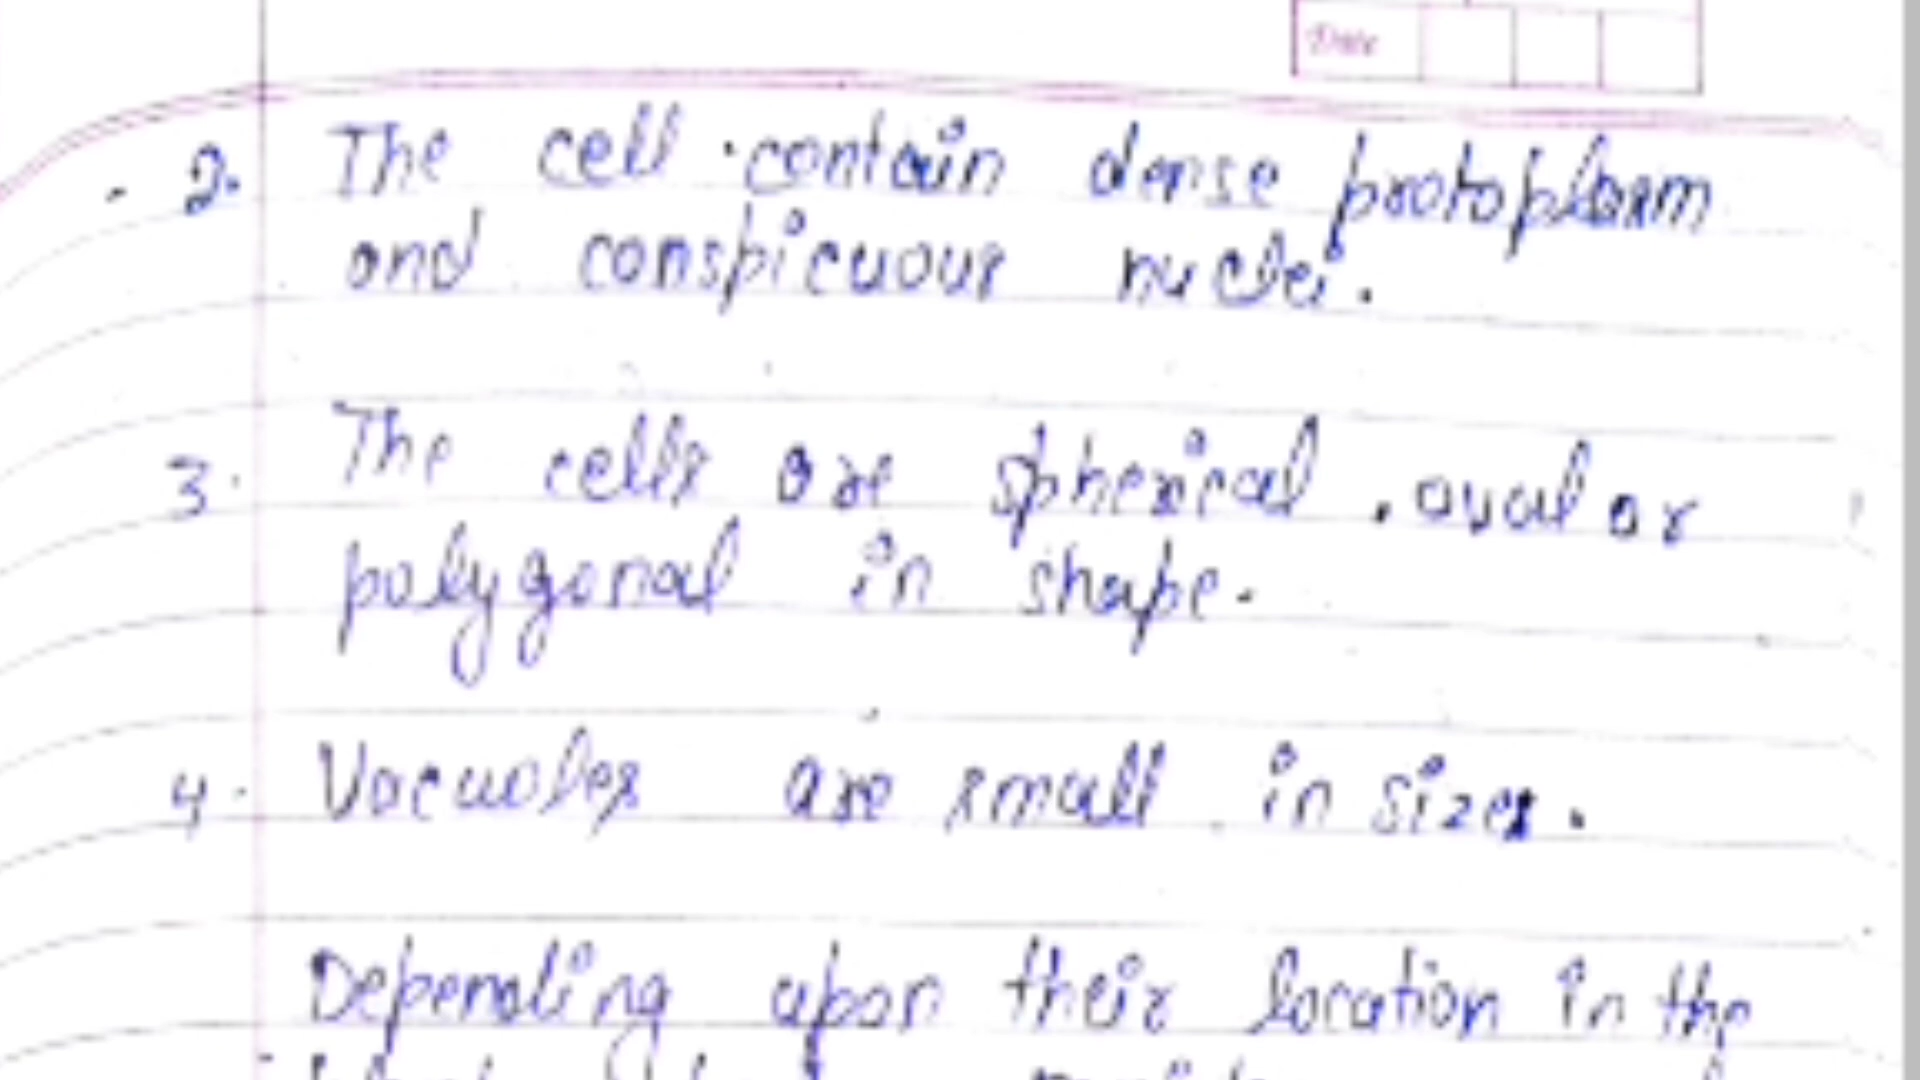 Date
2. The cell contain dense protoplasm
and conspicuous nuclei.
3. The cells are spherical, oval or
polygonal in shape.
4. Vacuoles are small in sizes.
Depending upon their location in the